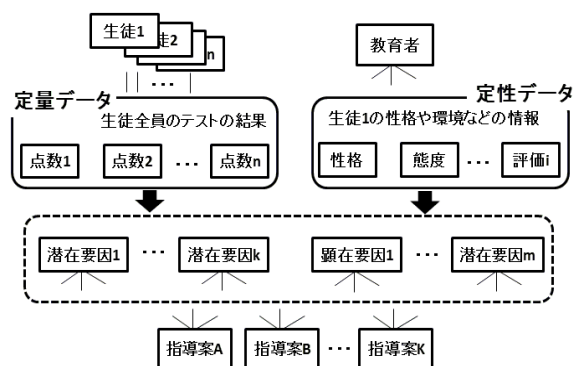 生徒1
徒2
n
教育者
定量データ
定性データ
生徒全員のテストの結果
生徒1の性格や環境などの情報
点数1
点数2
・・・
点数n
性格
態度
・・・
評価i
潜在要因1
・・・
潜在要因k
顕在要因1
・・・
潜在要因m
指導案A
指導案B
・・・
指導案K